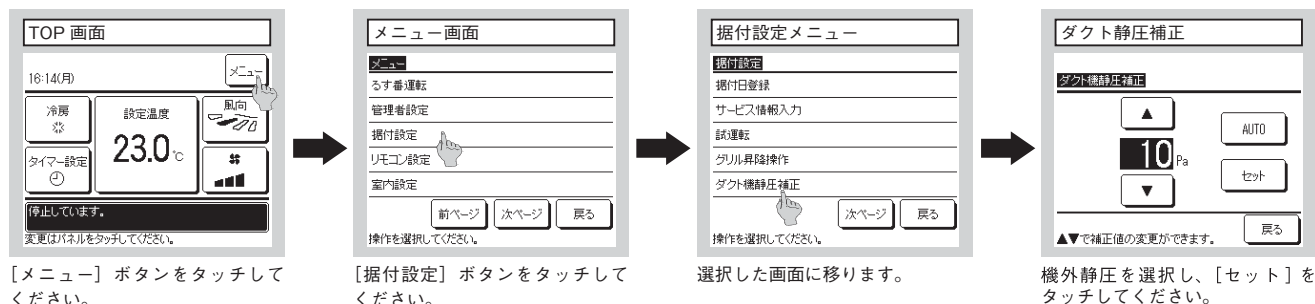 TOP 画面
16:14(月)
メニュー
冷房
設定温度
風向
タイマー設定
23.0 ℃
停止しています。
変更はパネルをタッチしてください。
[メニュー] ボタンをタッチして
ください。
メニュー画面
メニュー
るす番運転
管理者設定
据付設定
リモコン設定
室内設定
前ページ 次ページ 戻る
操作を選択してください。
[据付設定] ボタンをタッチして
ください。
据付設定メニュー
据付設定
据付日登録
サービス情報入力
試運転
グリル昇降操作
ダクト機静圧補正
次ページ 戻る
操作を選択してください。
選択した画面に移ります。
ダクト静圧補正
ダクト機静圧補正
▲
AUTO
10 Pa
セット
▼
戻る
▲▼で補正値の変更ができます。
機外静圧を選択し、[セット] を
タッチしてください。